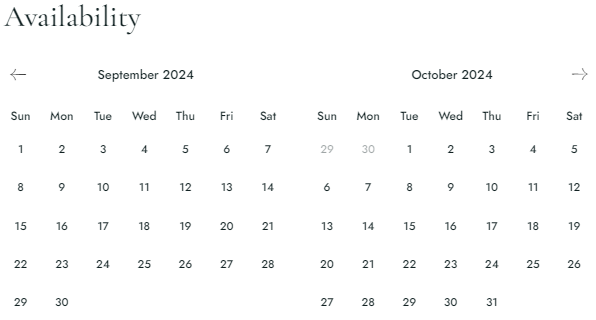 Availability
← September 2024
Sun Mon Tue Wed Thu Fri Sat
1 2 3 4 5 6 7
8 9 10 11 12 13 14
15 16 17 18 19 20 21
22 23 24 25 26 27 28
29 30
October 2024 →
Sun Mon Tue Wed Thu Fri Sat
29 30 1 2 3 4 5
6 7 8 9 10 11 12
13 14 15 16 17 18 19
20 21 22 23 24 25 26
27 28 29 30 31